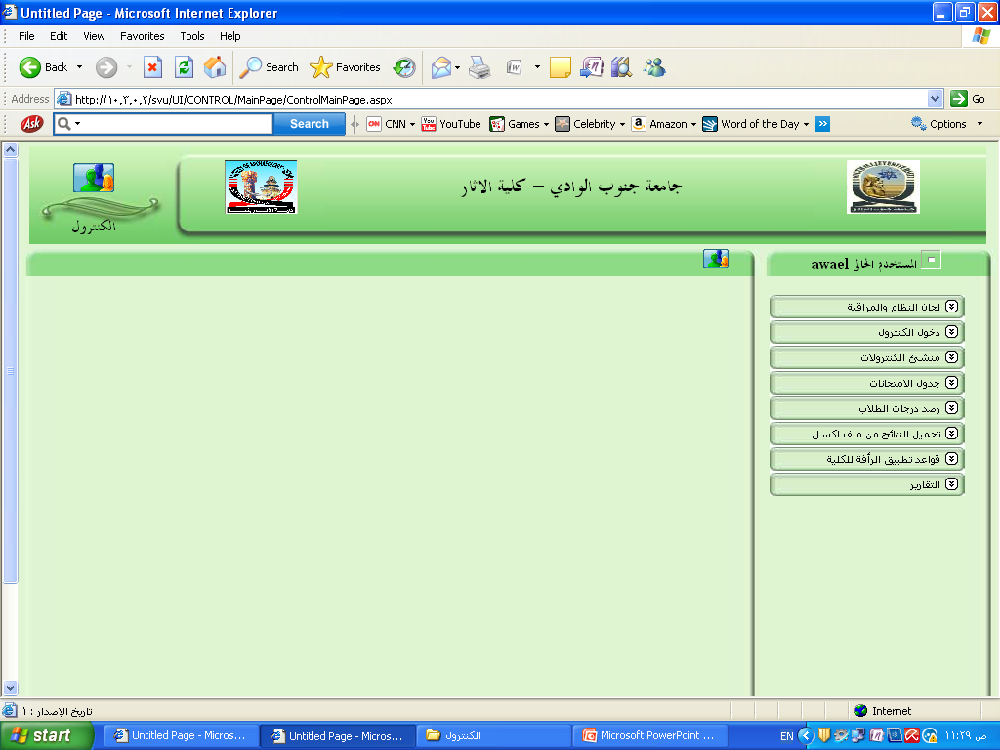 Untitled Page - Microsoft Internet Explorer
File Edit View Favorites Tools Help
Back Search Favorites
Address http://١٠,٢,٠,٢/svu/UI/CONTROL/MainPage/ControlMainPage.aspx Go
Ask Search CNN YouTube Games Celebrity Amazon Word of the Day Options
جامعة جنوب الوادي – كلية الاثار
الكنترول
المستخدم الحالى awael
لجان النظام والمراقبة
دخول الكنترول
منشئ الكنترولات
جدول الامتحانات
رصد درجات الطلاب
تحميل النتائج من ملف اكسل
قواعد تطبيق الرأفة للكلية
التقارير
تاريخ الإصدار : ١ Internet
start Untitled Page - Micros... Untitled Page - Micros... الكنترول Microsoft PowerPoint ... EN ١١:٢٩ ص